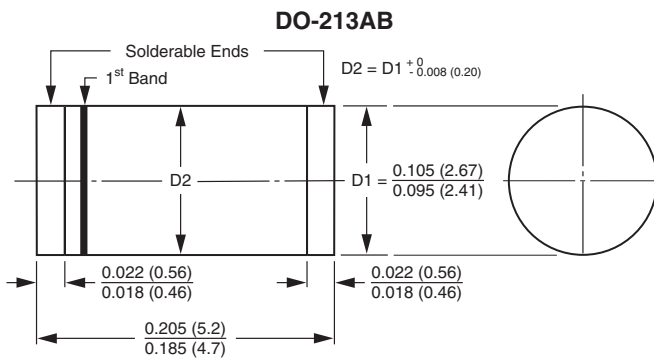 DO-213AB
Solderable Ends
1st Band
D2 = D1 + 0 - 0.008 (0.20)
D2
D1 = 0.105 (2.67)
0.095 (2.41)
0.022 (0.56)
0.018 (0.46)
0.022 (0.56)
0.018 (0.46)
0.205 (5.2)
0.185 (4.7)